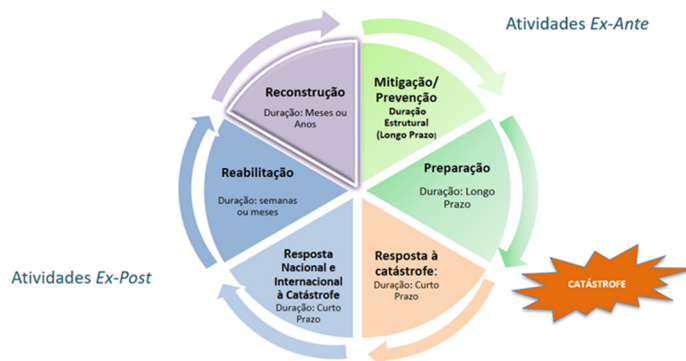 Atividades Ex-Ante
Mitigação/
Prevenção
Duração
Estrutural
(Longo Prazo)
Preparação
Duração: Longo
Prazo
CATÁSTROFE
Resposta à
catástrofe:
Duração: Curto
Prazo
Resposta
Nacional e
Internacional
à Catástrofe
Duração: Curto
Prazo
Atividades Ex-Post
Reabilitação
Duração: semanas
ou meses
Reconstrução
Duração: Meses ou
Anos